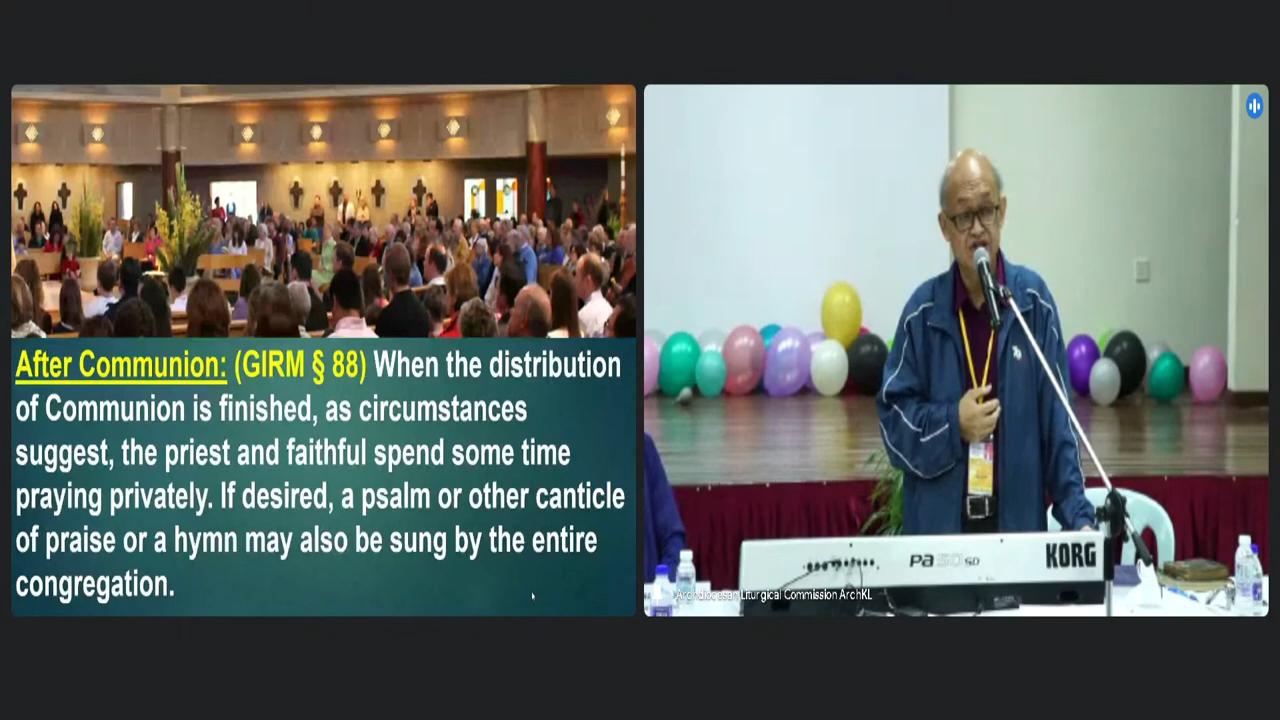 After Communion: (GIRM § 88) When the distribution
of Communion is finished, as circumstances
suggest, the priest and faithful spend some time
praying privately. If desired, a psalm or other canticle
of praise or a hymn may also be sung by the entire
congregation.
Pa50 SD
KORG
Archdiocesan Liturgical Commission ArchKL